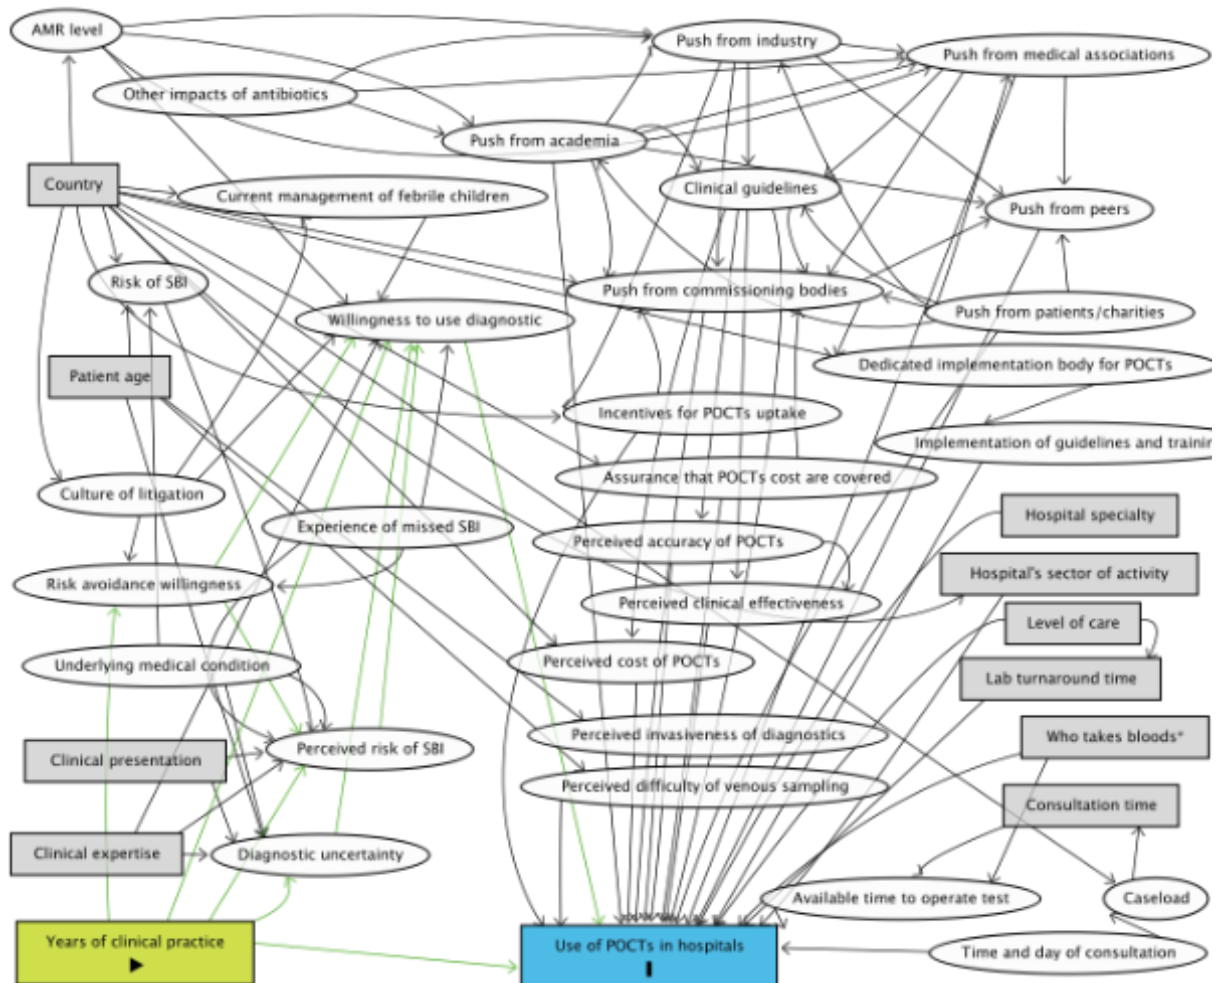 AMR level
Push from industry
Push from medical associations
Other impacts of antibiotics
Push from academia
Country
Current management of febrile children
Clinical guidelines
Push from peers
Risk of SBI
Push from commissioning bodies
Push from patients/charities
Willingness to use diagnostic
Patient age
Dedicated implementation body for POCTs
Incentives for POCTs uptake
Implementation of guidelines and trainin
Assurance that POCTs cost are covered
Culture of litigation
Experience of missed SBI
Hospital specialty
Perceived accuracy of POCTs
Hospital's sector of activity
Risk avoidance willingness
Perceived clinical effectiveness
Level of care
Underlying medical condition
Perceived cost of POCTs
Lab turnaround time
Perceived invasiveness of diagnostics
Who takes bloods*
Perceived risk of SBI
Clinical presentation
Perceived difficulty of venous sampling
Consultation time
Clinical expertise
Diagnostic uncertainty
Available time to operate test
Caseload
Years of clinical practice
Use of POCTs in hospitals
Time and day of consultation